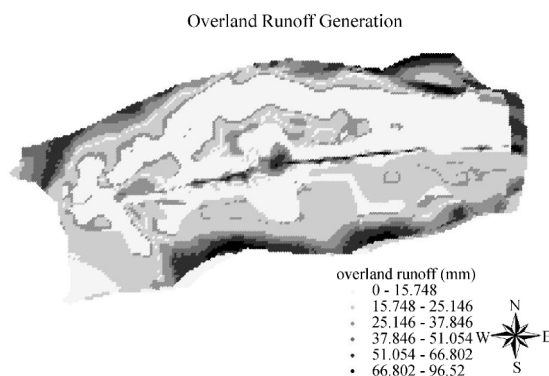 Overland Runoff Generation
overland runoff (mm)
0 - 15.748
15.748 - 25.146
25.146 - 37.846
37.846 - 51.054
51.054 - 66.802
66.802 - 96.52
N
W E
S